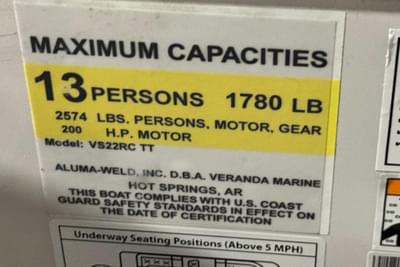 MAXIMUM CAPACITIES
13 PERSONS 1780 LB
2574 LBS. PERSONS, MOTOR, GEAR
200 H.P. MOTOR
Model: VS22RC TT
ALUMA-WELD, INC. D.B.A. VERANDA MARINE
HOT SPRINGS, AR
THIS BOAT COMPLIES WITH U.S. COAST
GUARD SAFETY STANDARDS IN EFFECT ON
THE DATE OF CERTIFICATION
Underway Seating Positions (Above 5 MPH)